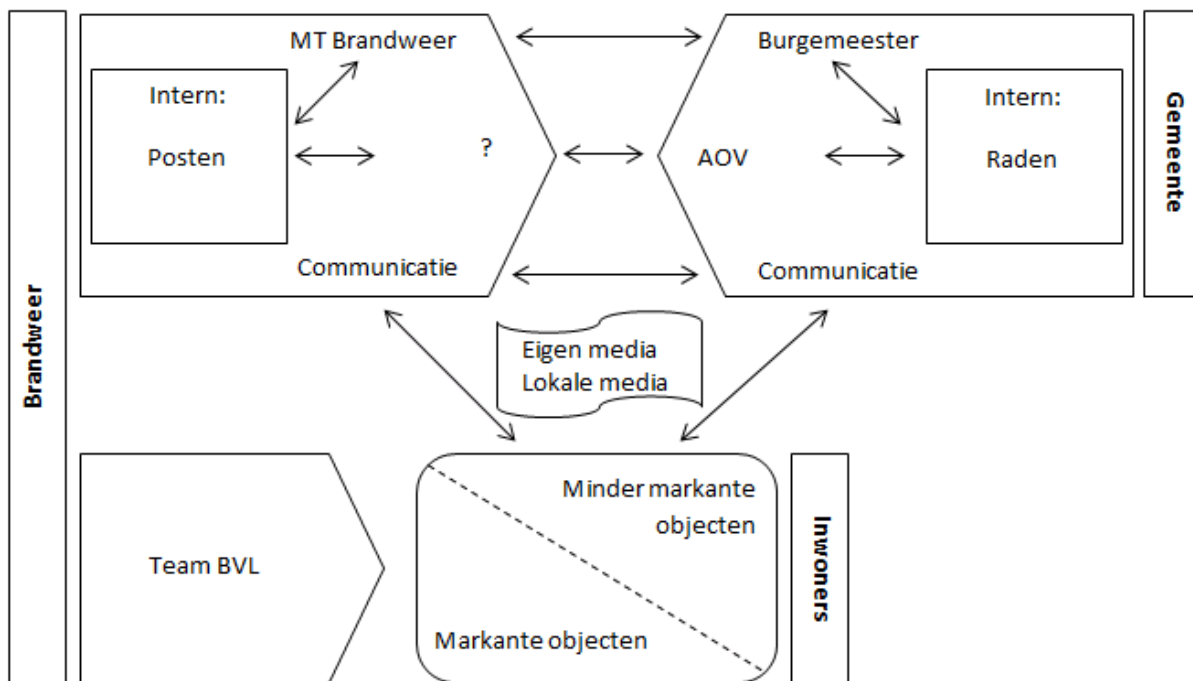 MT Brandweer
Intern:
Posten
?
Communicatie
Burgemeester
AOV
Communicatie
Intern:
Raden
Gemeente
Brandweer
Eigen media
Lokale media
Team BVL
Minder markante
objecten
Markante objecten
Inwoners